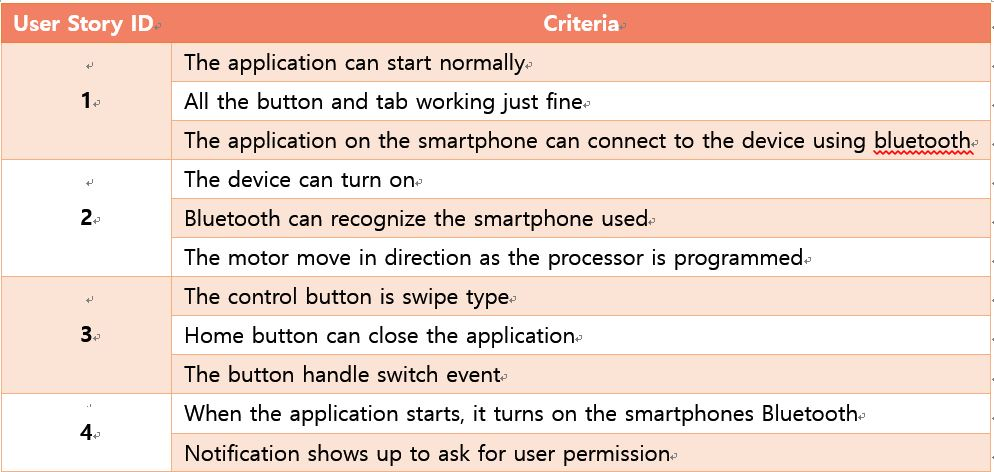 User Story ID Criteria
The application can start normally
1 All the button and tab working just fine
The application on the smartphone can connect to the device using bluetooth
The device can turn on
2 Bluetooth can recognize the smartphone used
The motor move in direction as the processor is programmed
The control button is swipe type
3 Home button can close the application
The button handle switch event
When the application starts, it turns on the smartphones Bluetooth
4
Notification shows up to ask for user permission